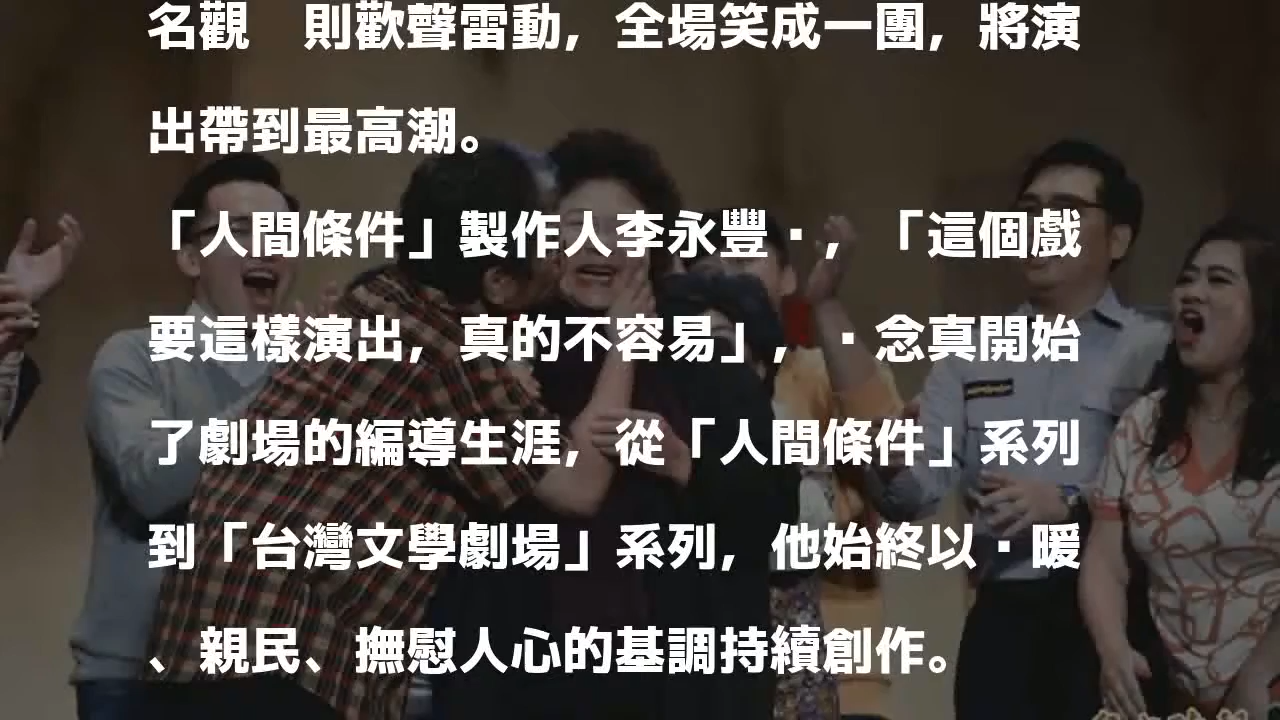 名觀　則歡聲雷動，全場笑成一團，將演
出帶到最高潮。
「人間條件」製作人李永豐▪，「這個戲
要這樣演出，真的不容易」，▪念真開始
了劇場的編導生涯，從「人間條件」系列
到「台灣文學劇場」系列，他始終以▪暖
、親民、撫慰人心的基調持續創作。